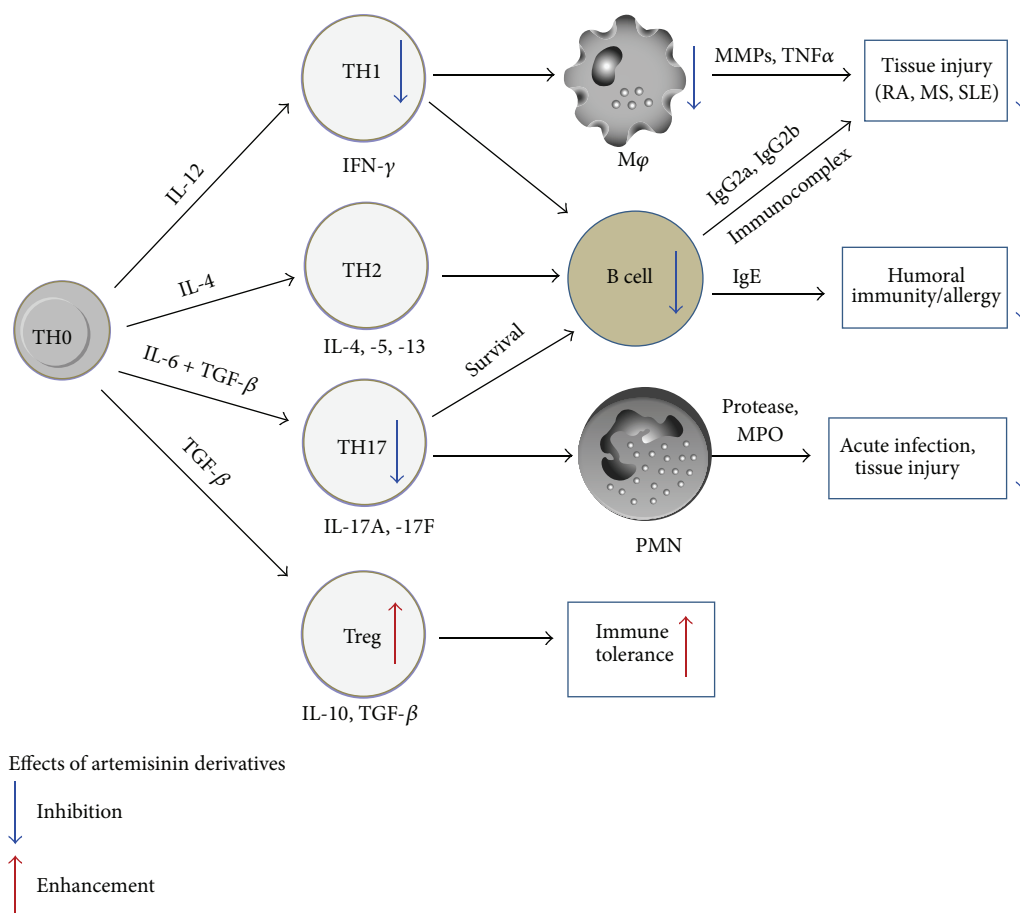 TH1
IFN-γ
IL-12
Mφ
MMPs, TNFα
Tissue injury
(RA, MS, SLE)
IgG2a, IgG2b
Immunocomplex
TH0
IL-4
TH2
IL-4, -5, -13
B cell
IgE
Humoral
immunity/allergy
IL-6 + TGF-β
TH17
IL-17A, -17F
Survival
PMN
Protease,
MPO
Acute infection,
tissue injury
TGF-β
Treg
IL-10, TGF-β
Immune
tolerance
Effects of artemisinin derivatives
Inhibition
Enhancement